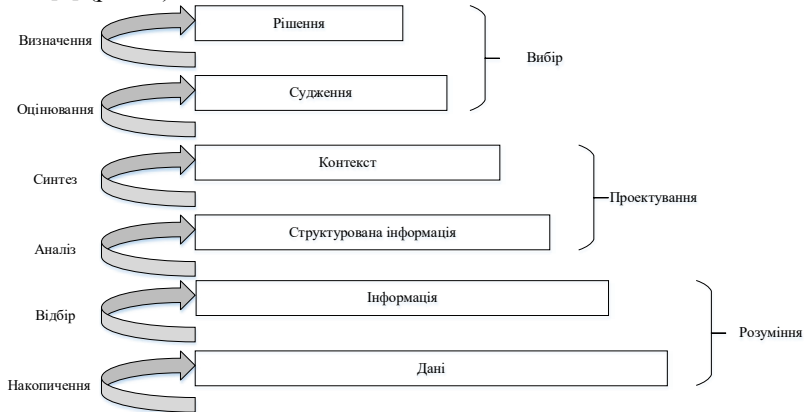 Рішення
Визначення
Вибір
Судження
Оцінювання
Контекст
Синтез
Проектування
Структурована інформація
Аналіз
Інформація
Відбір
Розуміння
Дані
Накопичення